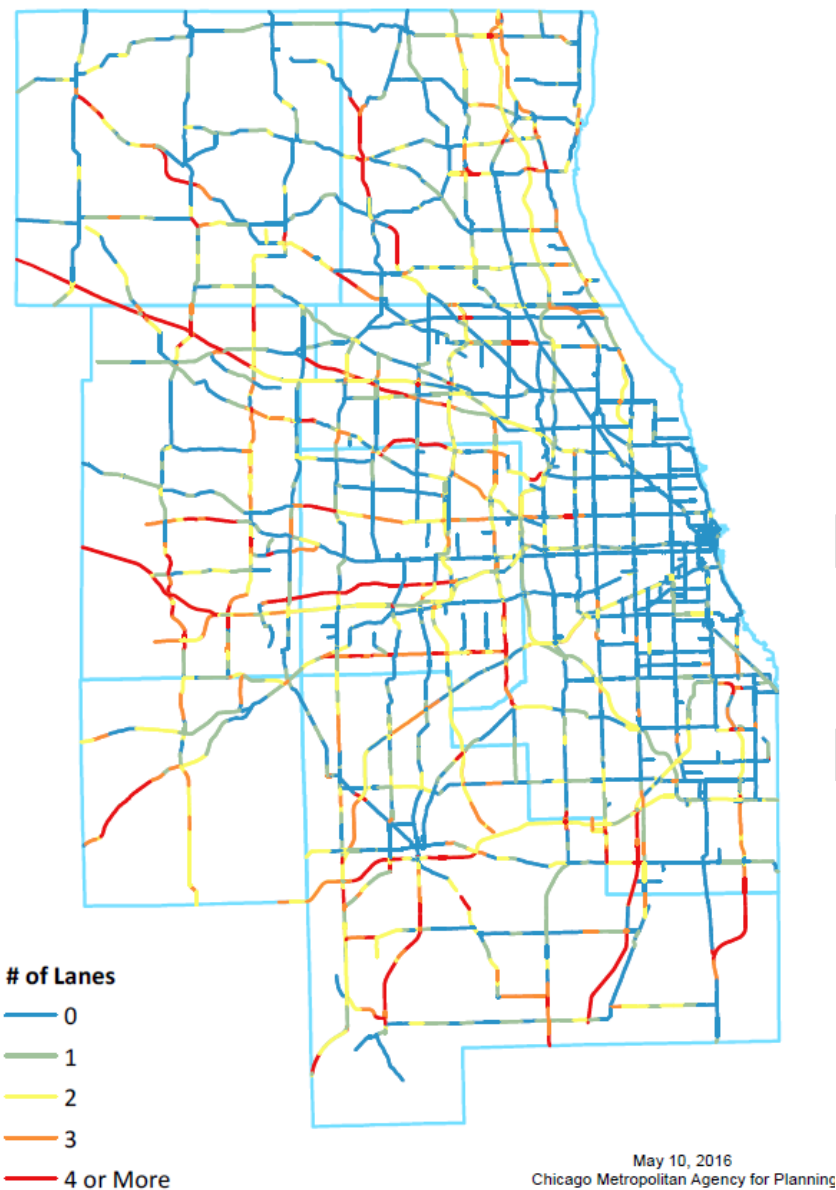 # of Lanes
0
1
2
3
4 or More
May 10, 2016
Chicago Metropolitan Agency for Planning